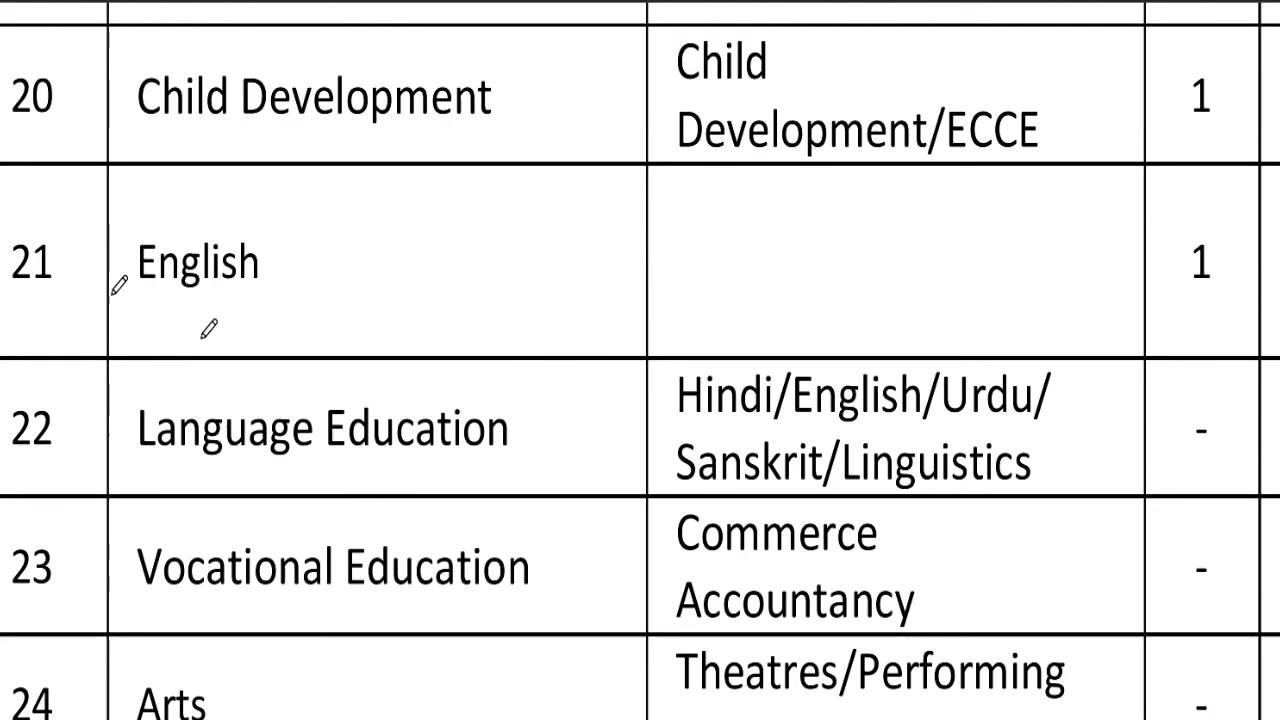 20 Child Development Child Development/ECCE 1
21 English 1
22 Language Education Hindi/English/Urdu/ Sanskrit/Linguistics -
23 Vocational Education Commerce Accountancy -
24 Arts Theatres/Performing -